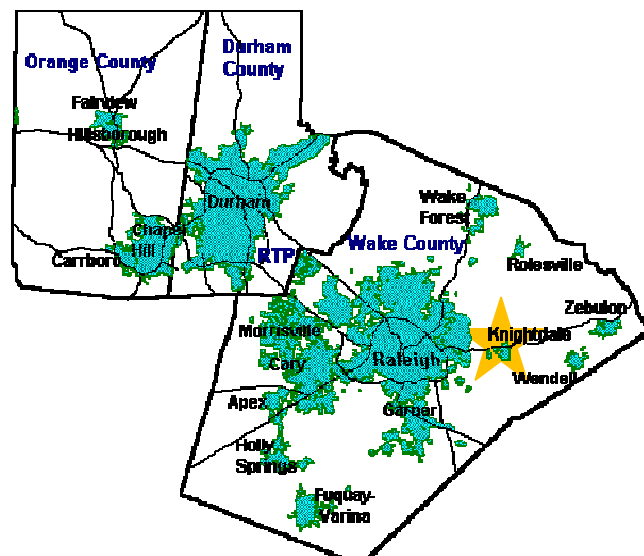 Orange County
Durham
County
Fairview
Hillsborough
Durham
Chapel
Hill
Carrboro
RTP
Wake County
Wake
Forest
Rolesville
Zebulon
Knightdale
Wendell
Morrisville
Cary
Raleigh
Apex
Garner
Holly
Springs
Fuquay-
Varina